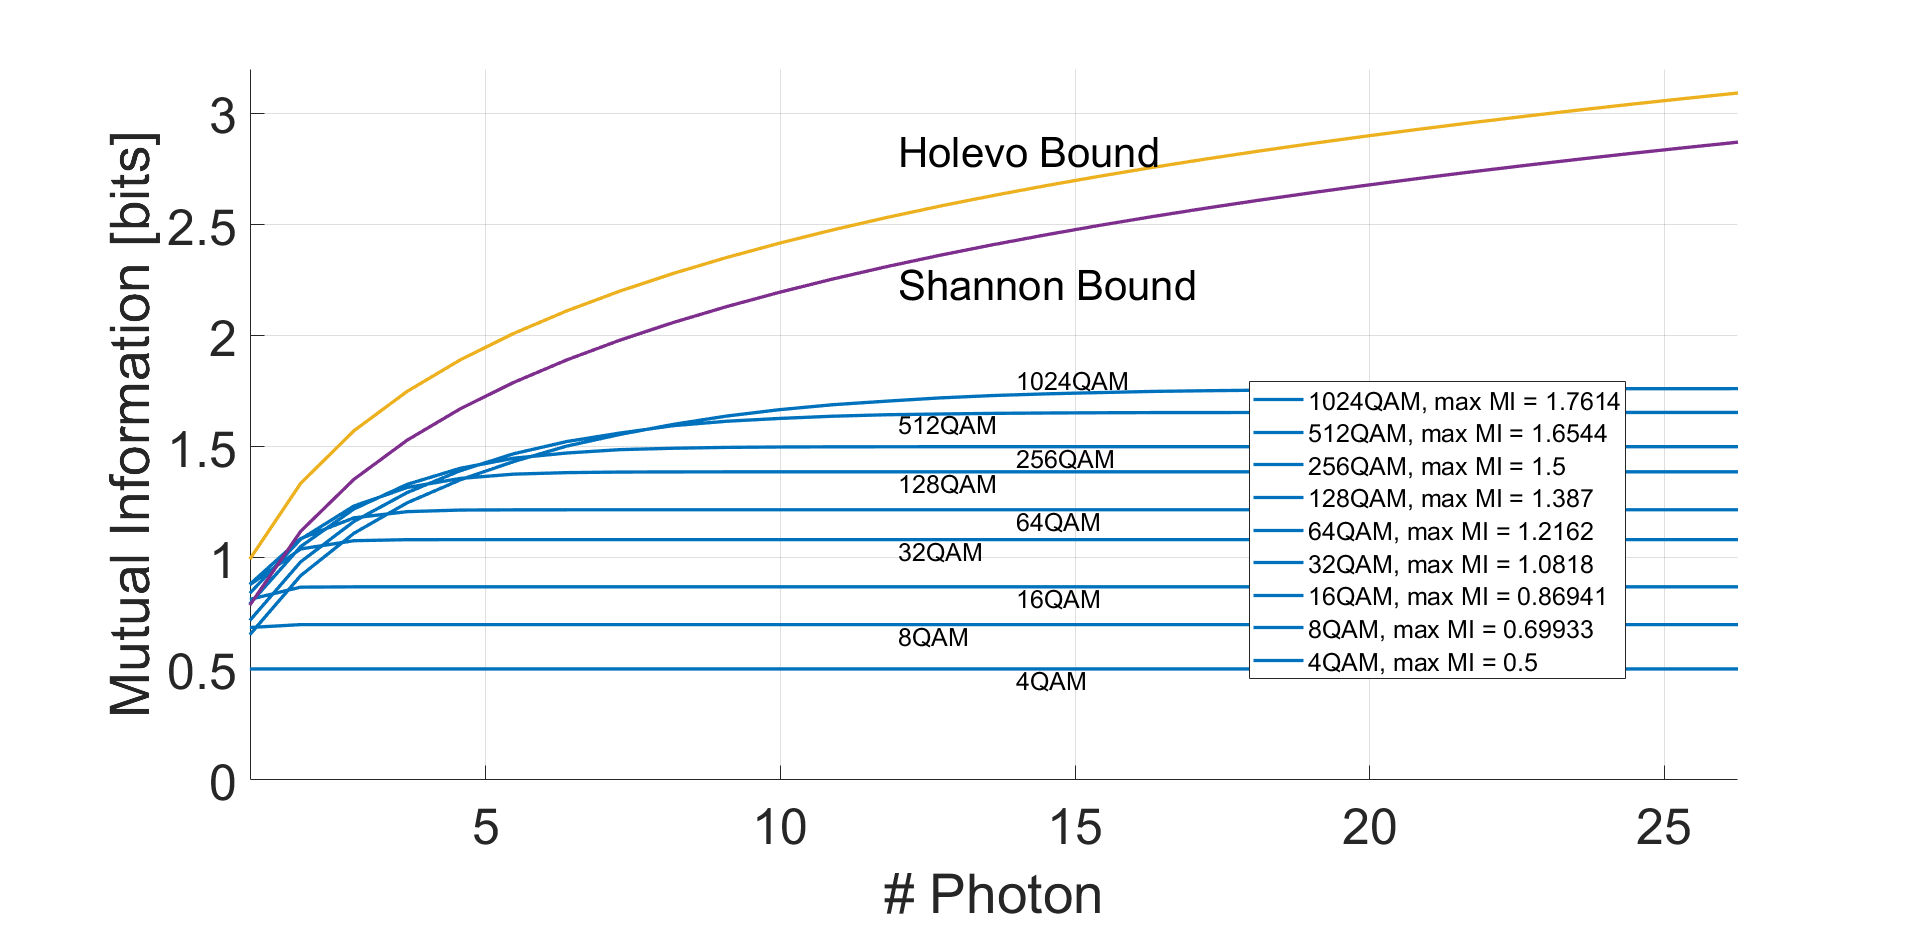 Mutual Information [bits]
3
2.5
2
1.5
1
0.5
0
Holevo Bound
Shannon Bound
1024QAM
512QAM
256QAM
128QAM
64QAM
32QAM
16QAM
8QAM
4QAM
1024QAM, max MI = 1.7614
512QAM, max MI = 1.6544
256QAM, max MI = 1.5
128QAM, max MI = 1.387
64QAM, max MI = 1.2162
32QAM, max MI = 1.0818
16QAM, max MI = 0.86941
8QAM, max MI = 0.69933
4QAM, max MI = 0.5
5 10 15 20 25
# Photon